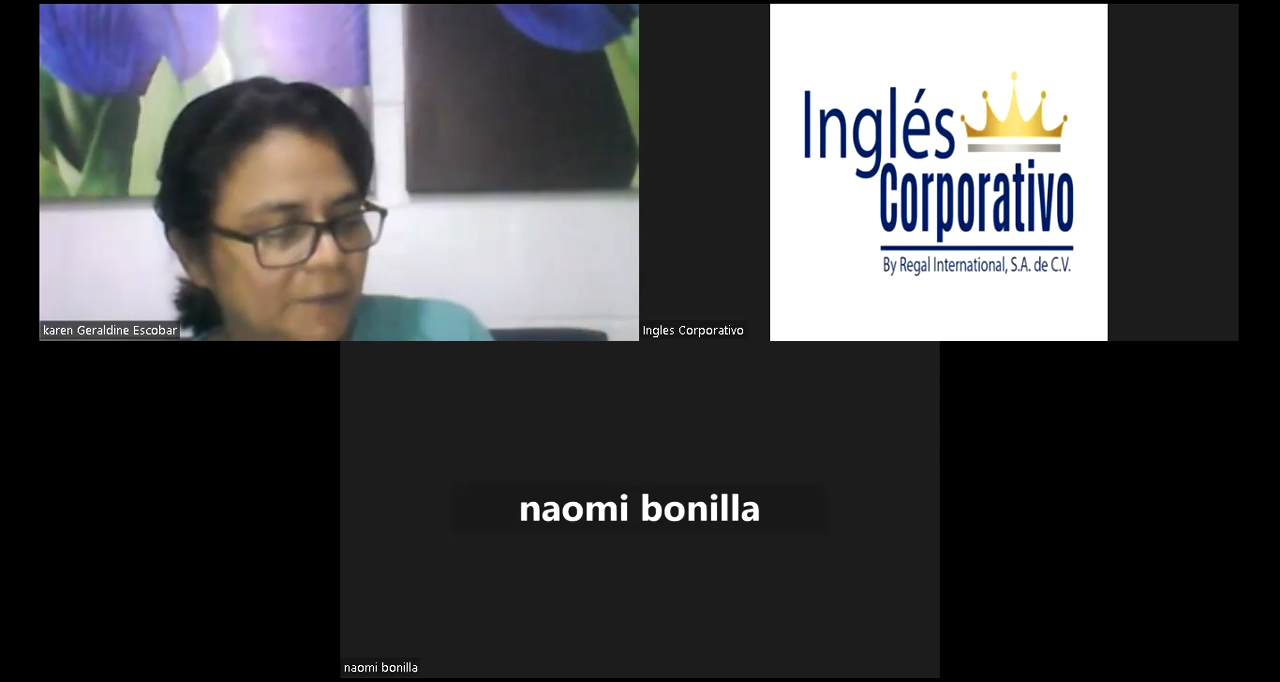 Inglés
Corporativo
By Regal International, S.A. de C.V.
karen Geraldine Escobar
Ingles Corporativo
naomi bonilla
naomi bonilla